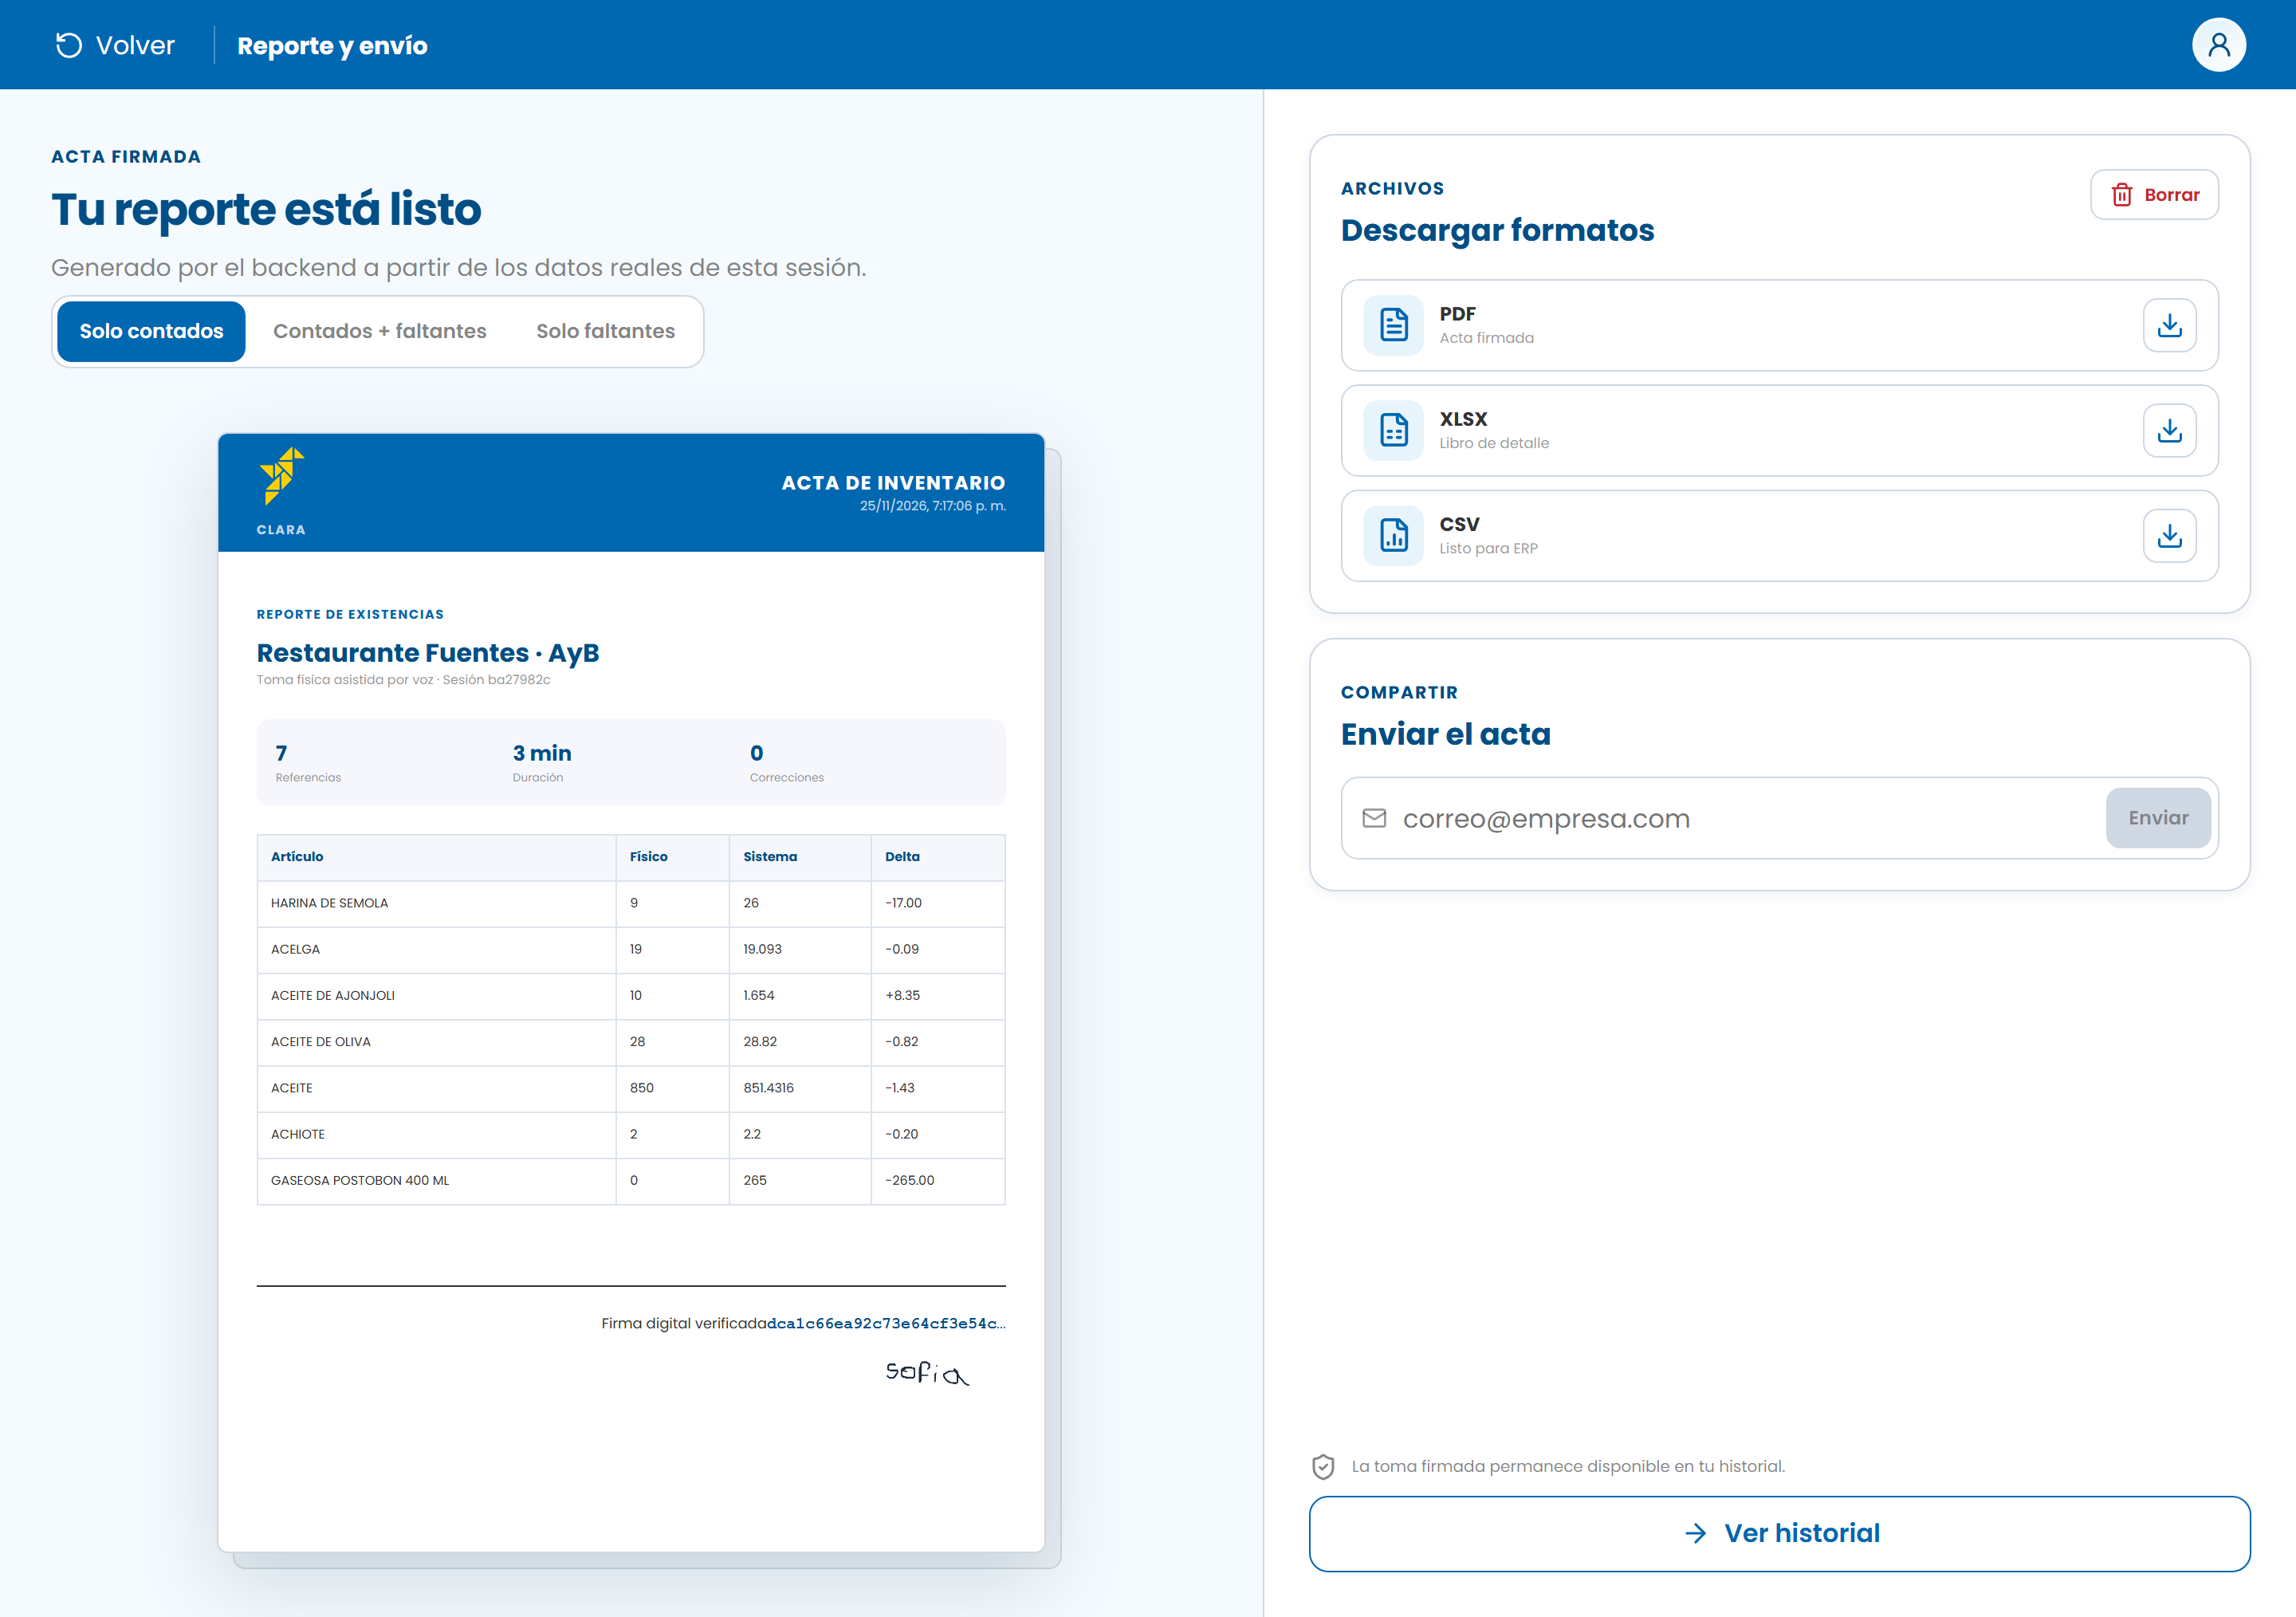 Volver
Reporte y envío
ACTA FIRMADA
Tu reporte está listo
Generado por el backend a partir de los datos reales de esta sesión.
Solo contados Contados + faltantes Solo faltantes
CLARA
ACTA DE INVENTARIO
25/11/2026, 7:17:06 p. m.
REPORTE DE EXISTENCIAS
Restaurante Fuentes · AyB
Toma física asistida por voz · Sesión ba27982c
7 3 min 0
Referencias Duración Correcciones
Artículo Físico Sistema Delta
HARINA DE SEMOLA 9 26 -17.00
ACELGA 19 19.093 -0.09
ACEITE DE AJONJOLI 10 1.654 +8.35
ACEITE DE OLIVA 28 28.82 -0.82
ACEITE 850 851.4316 -1.43
ACHIOTE 2 2.2 -0.20
GASEOSA POSTOBON 400 ML 0 265 -265.00
Firma digital verificadadca1c66ea92c73e64cf3e54c…
sofia
ARCHIVOS
Descargar formatos
Borrar
PDF
Acta firmada
XLSX
Libro de detalle
CSV
Listo para ERP
COMPARTIR
Enviar el acta
correo@empresa.com
Enviar
La toma firmada permanece disponible en tu historial.
Ver historial